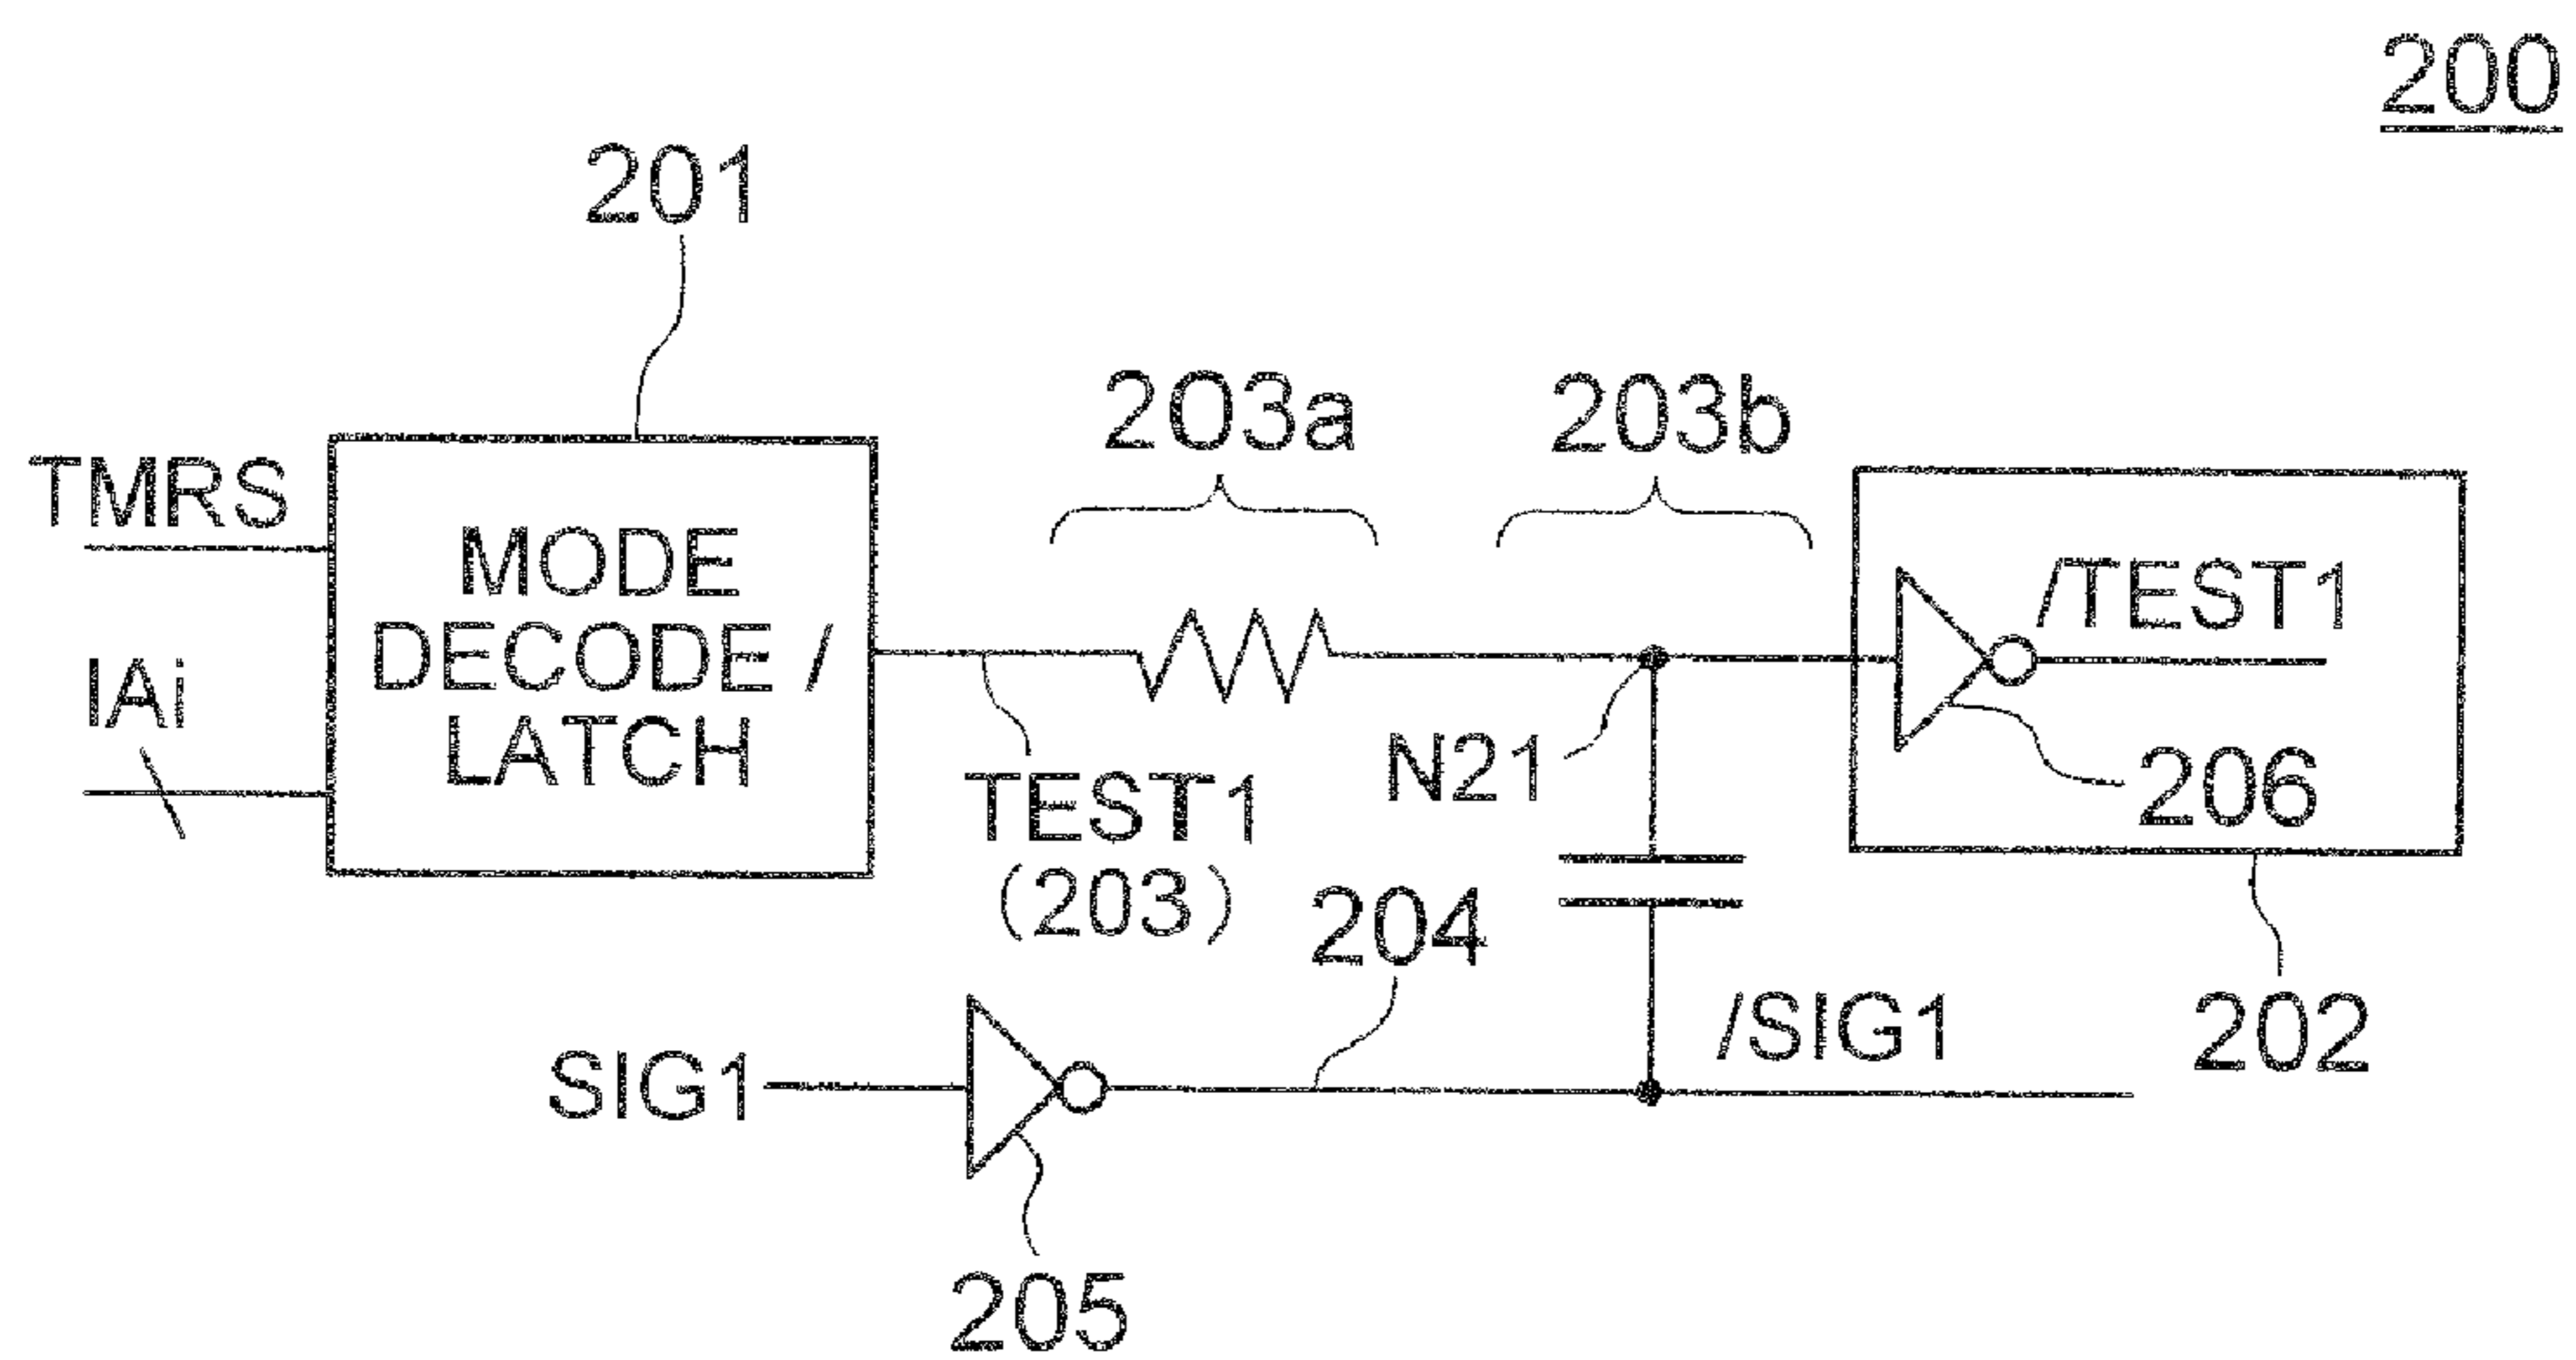 200
201
203a
203b
TMRS
MODE
DECODE /
LATCH
/TEST1
IAi
N21
206
TEST1
(203)
204
/SIG1
202
SIG1
205